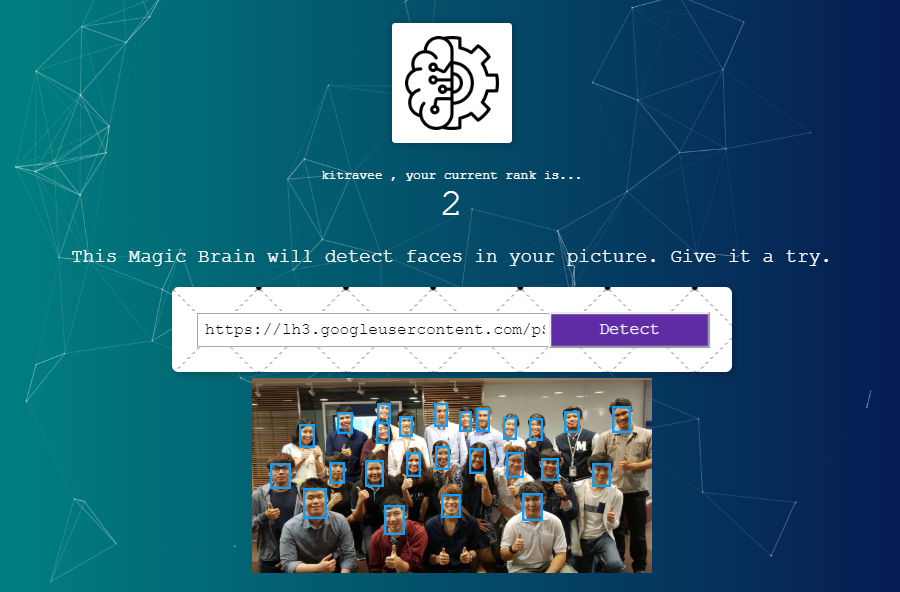 kitravee , your current rank is...
2
This Magic Brain will detect faces in your picture. Give it a try.
https://lh3.googleusercontent.com/p
Detect
M